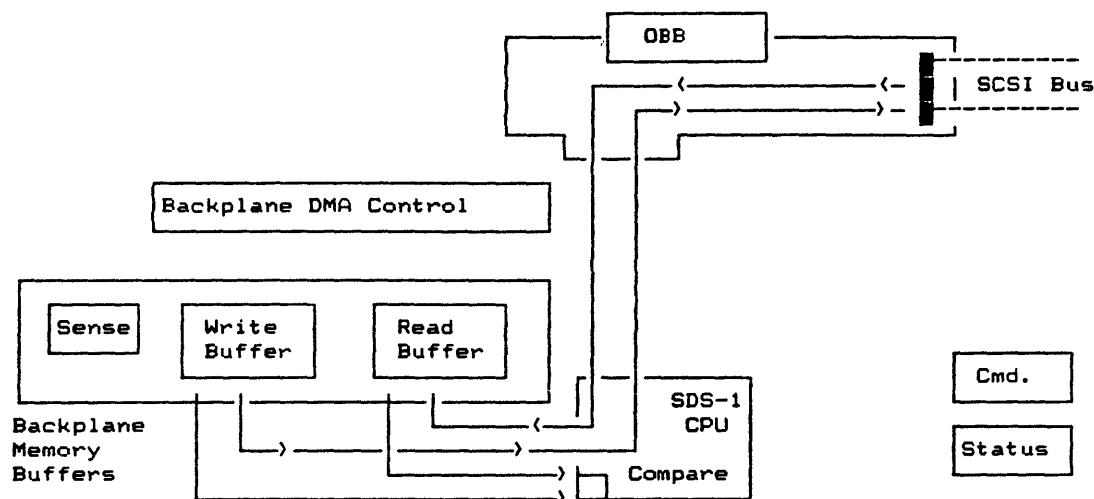 OBB
SCSI Bus
Backplane DMA Control
Sense
Write
Buffer
Read
Buffer
Cmd.
SDS-1
CPU
Backplane
Memory
Buffers
Status
Compare